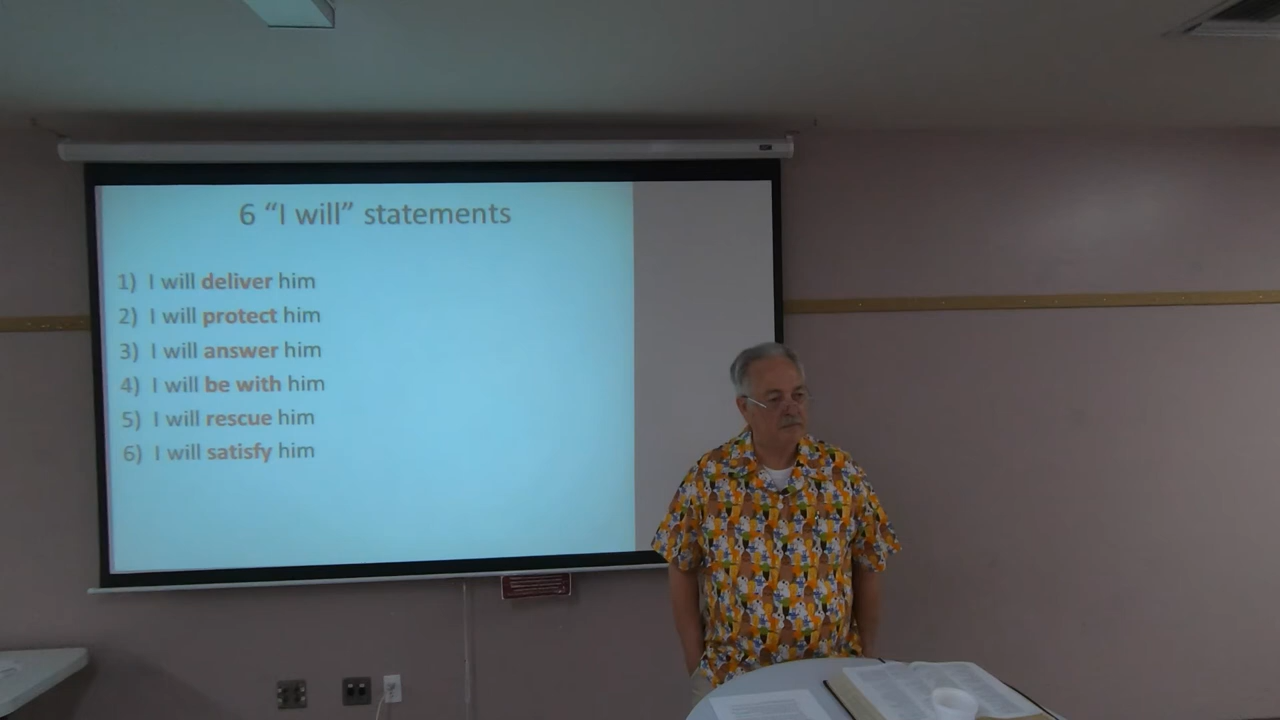 6 “I will” statements
1) I will deliver him
2) I will protect him
3) I will answer him
4) I will be with him
5) I will rescue him
6) I will satisfy him